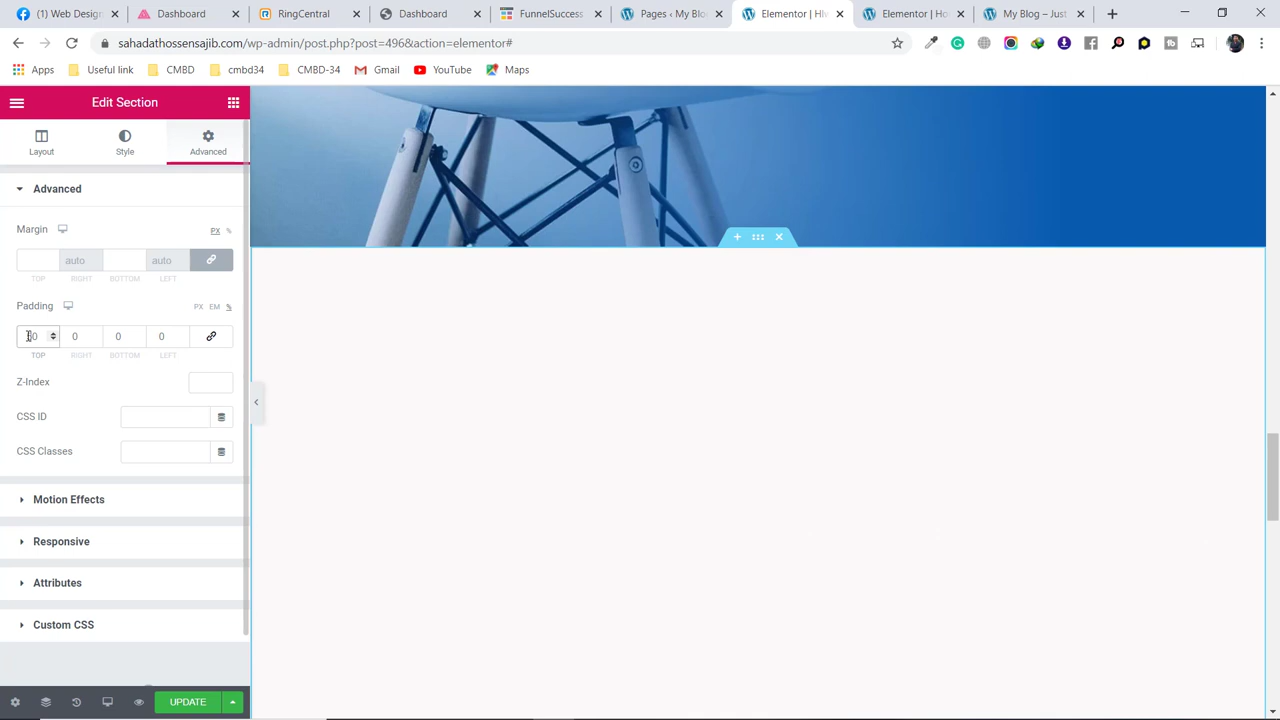 Web Design
Dashboard
RingCentral
Dashboard
FunnelSuccess
Pages ‹ My Blo
Elementor | Hiv
Elementor | Ho
My Blog – Just
sahadathossensajib.com/wp-admin/post.php?post=496&action=elementor#
Apps
Useful link
CMBD
cmbd34
CMBD-34
Gmail
YouTube
Maps
Edit Section
Layout
Style
Advanced
Advanced
Margin
PX %
auto auto
TOP RIGHT BOTTOM LEFT
Padding
PX EM %
0 0 0
TOP RIGHT BOTTOM LEFT
Z-Index
CSS ID
CSS Classes
Motion Effects
Responsive
Attributes
Custom CSS
UPDATE